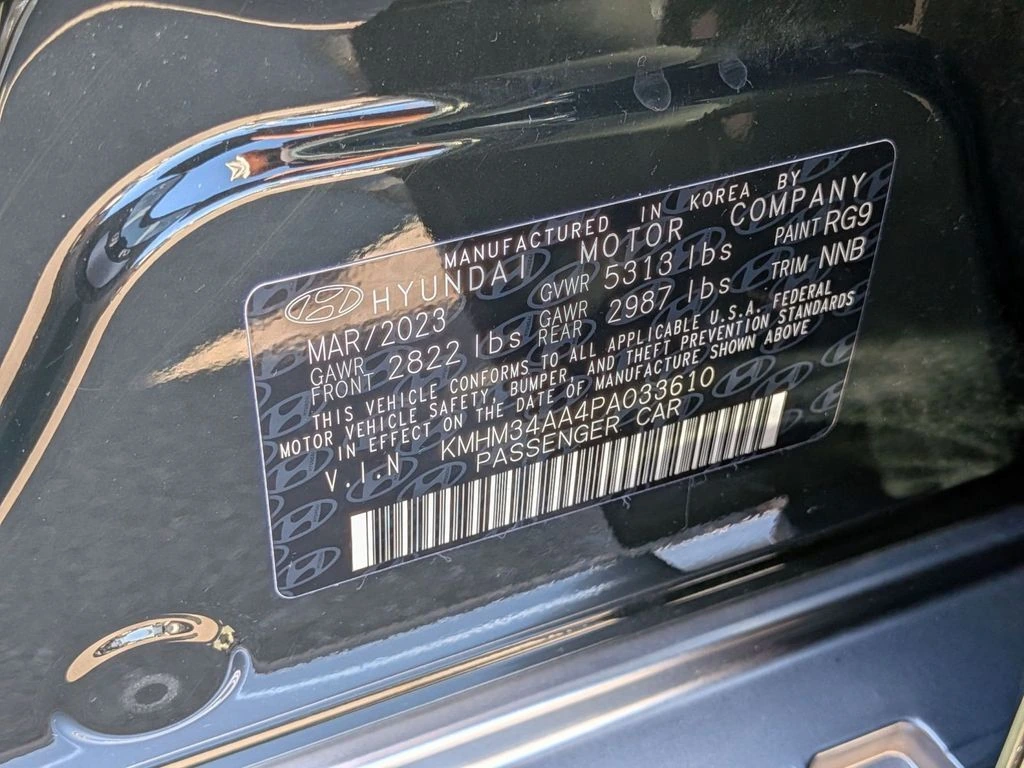 MANUFACTURED IN KOREA BY
HYUNDAI MOTOR COMPANY
MAR/2023 GVWR 5313 lbs PAINT RG9
GAWR FRONT 2822 lbs GAWR REAR 2987 lbs TRIM NNB
THIS VEHICLE CONFORMS TO ALL APPLICABLE U.S.A. FEDERAL
MOTOR VEHICLE SAFETY, BUMPER, AND THEFT PREVENTION STANDARDS
IN EFFECT ON THE DATE OF MANUFACTURE SHOWN ABOVE
V.I.N KMHM34AA4PA033610
PASSENGER CAR